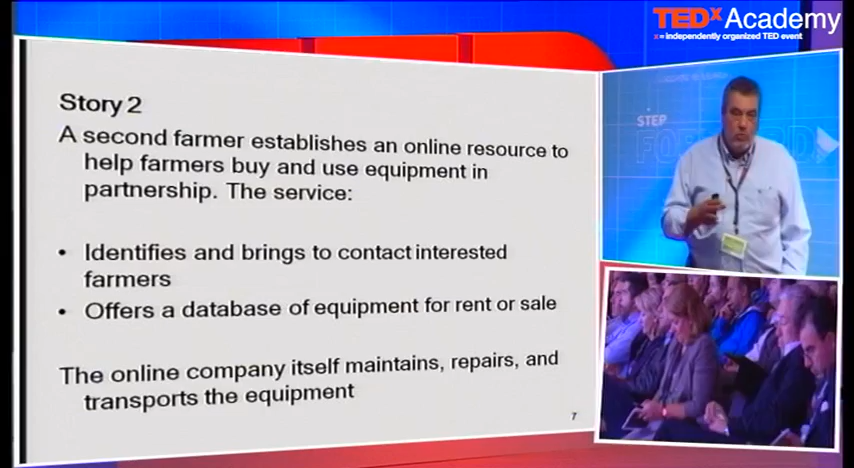 TEDx Academy
x = independently organized TED event
Story 2
A second farmer establishes an online resource to
help farmers buy and use equipment in
partnership. The service:
• Identifies and brings to contact interested
farmers
• Offers a database of equipment for rent or sale
The online company itself maintains, repairs, and
transports the equipment
7
STEP
FORWARD